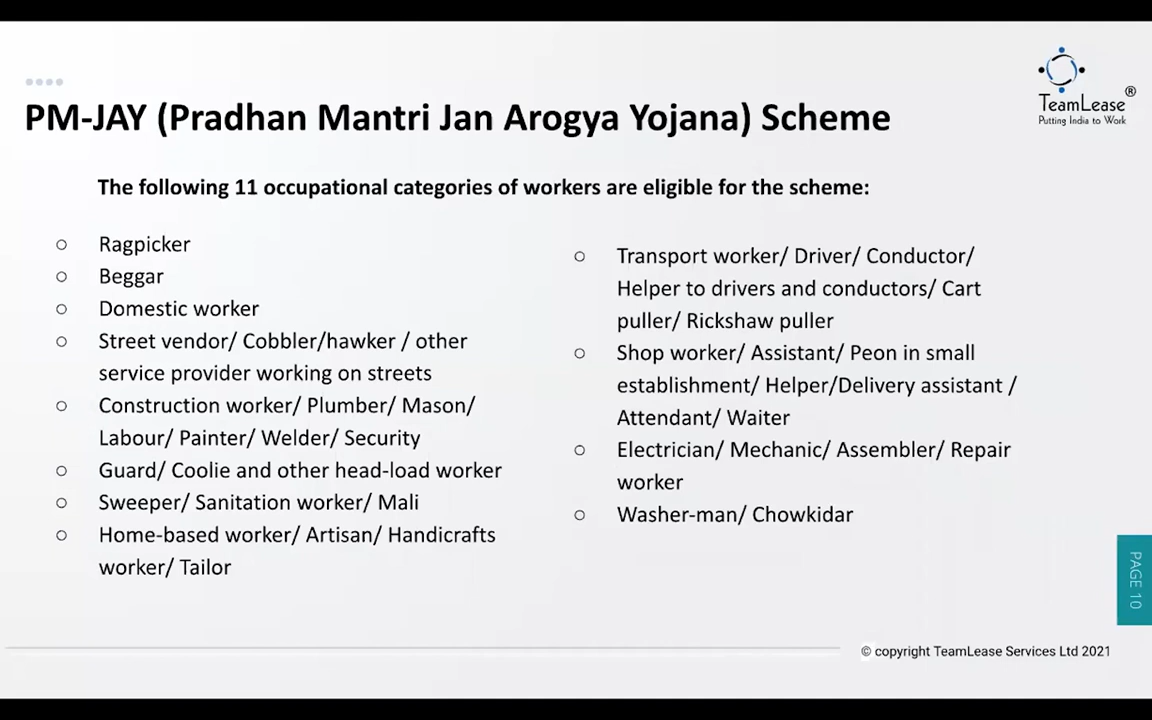 TeamLease®
Putting India to Work
PM-JAY (Pradhan Mantri Jan Arogya Yojana) Scheme
The following 11 occupational categories of workers are eligible for the scheme:
○ Ragpicker
○ Beggar
○ Domestic worker
○ Street vendor/ Cobbler/hawker / other
service provider working on streets
○ Construction worker/ Plumber/ Mason/
Labour/ Painter/ Welder/ Security
○ Guard/ Coolie and other head-load worker
○ Sweeper/ Sanitation worker/ Mali
○ Home-based worker/ Artisan/ Handicrafts
worker/ Tailor
○ Transport worker/ Driver/ Conductor/
Helper to drivers and conductors/ Cart
puller/ Rickshaw puller
○ Shop worker/ Assistant/ Peon in small
establishment/ Helper/Delivery assistant /
Attendant/ Waiter
○ Electrician/ Mechanic/ Assembler/ Repair
worker
○ Washer-man/ Chowkidar
PAGE 10
© copyright TeamLease Services Ltd 2021